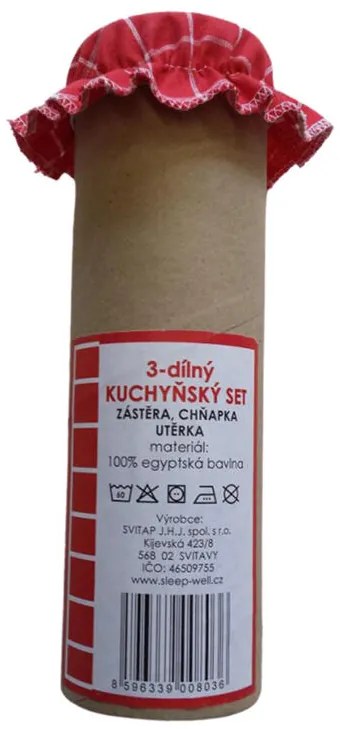 3-dílný
KUCHYŇSKÝ SET
ZÁSTĚRA, CHŇAPKA
UTĚRKA
materiál:
100% egyptská bavlna
60
Výrobce:
SVITAP J.H.J. spol. s r.o.
Kijevská 423/8
568 02 SVITAVY
IČO: 46509755
www.sleep-well.cz
8 596339 008036